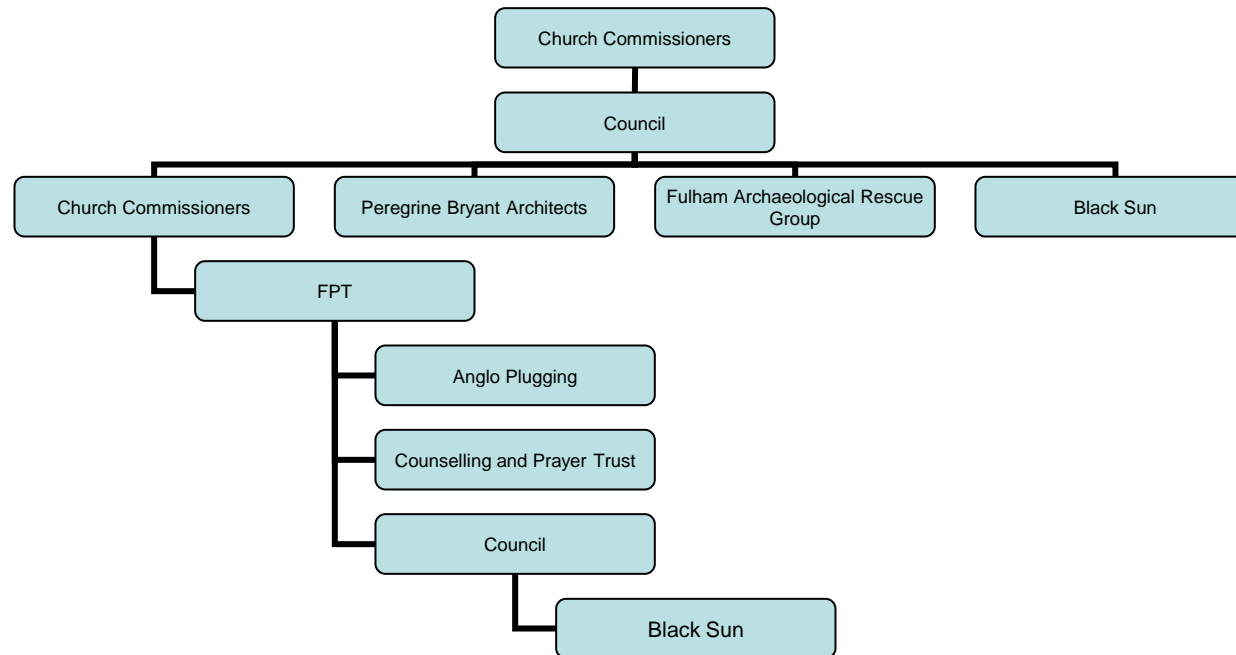 Church Commissioners
Council
Church Commissioners
Peregrine Bryant Architects
Fulham Archaeological Rescue
Group
Black Sun
FPT
Anglo Plugging
Counselling and Prayer Trust
Council
Black Sun